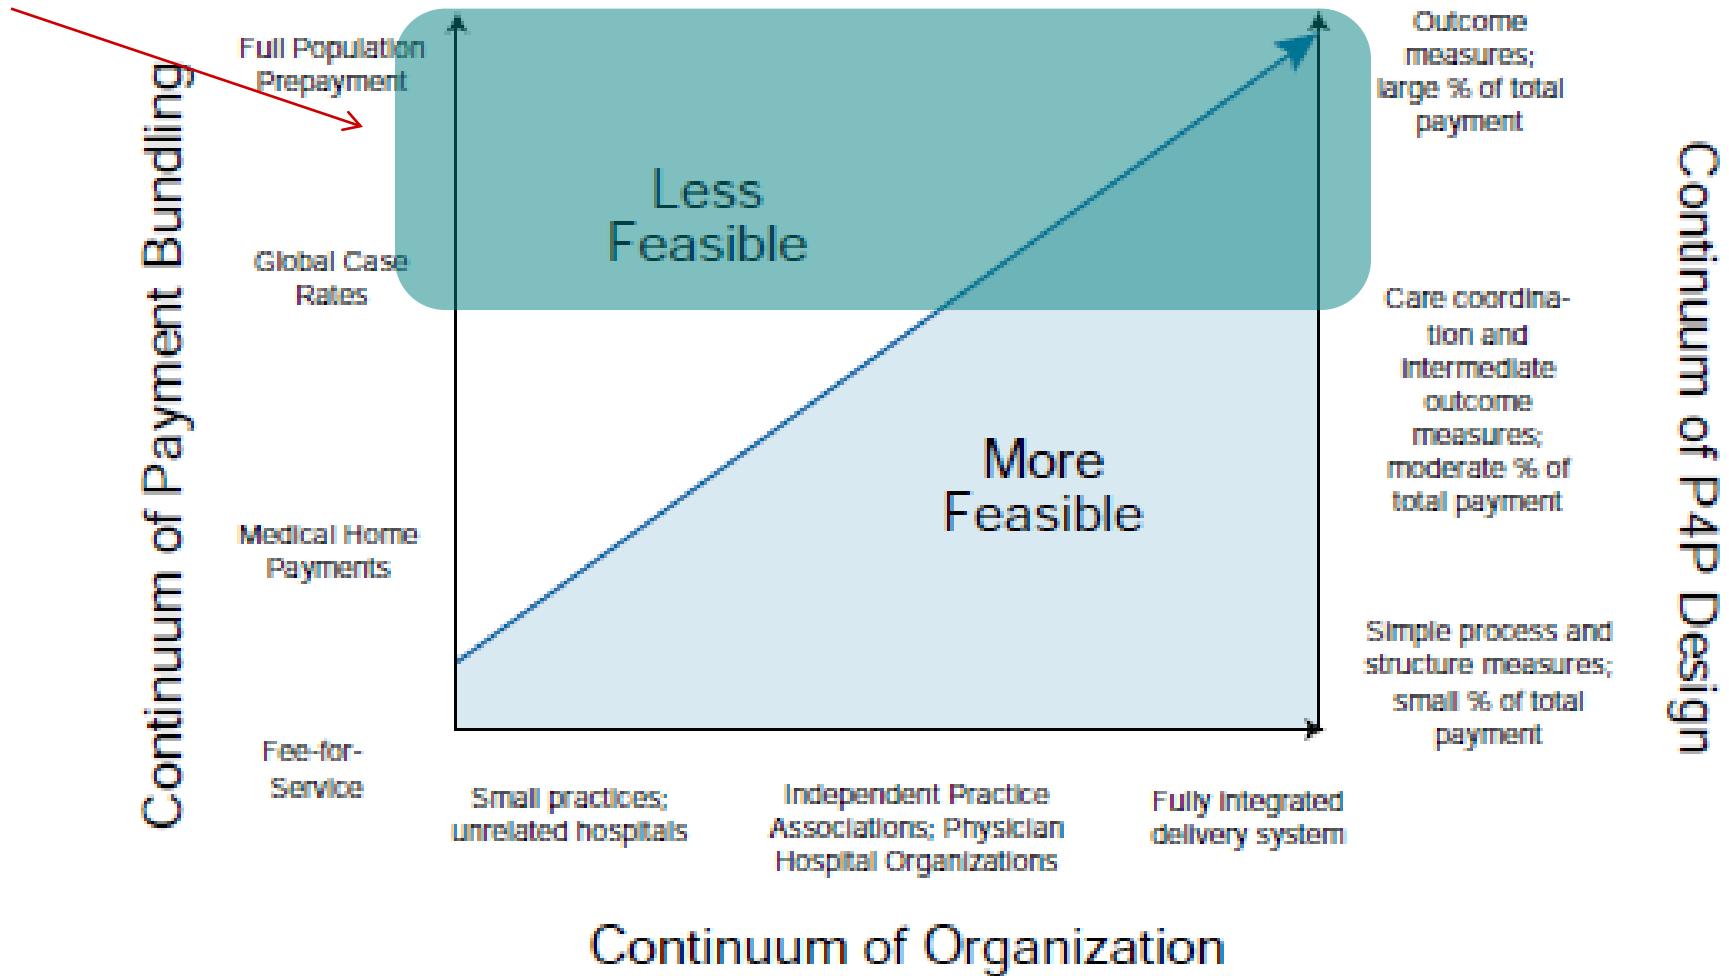 Continuum of Payment Bundling
Full Population
Prepayment
Global Case
Rates
Medical Home
Payments
Fee-for-
Service
Less
Feasible
More
Feasible
Outcome
measures;
large % of total
payment
Care coordina-
tion and
intermediate
outcome
measures;
moderate % of
total payment
Simple process and
structure measures;
small % of total
payment
Continuum of P4P Design
Small practices;
unrelated hospitals
Independent Practice
Associations; Physician
Hospital Organizations
Fully integrated
delivery system
Continuum of Organization